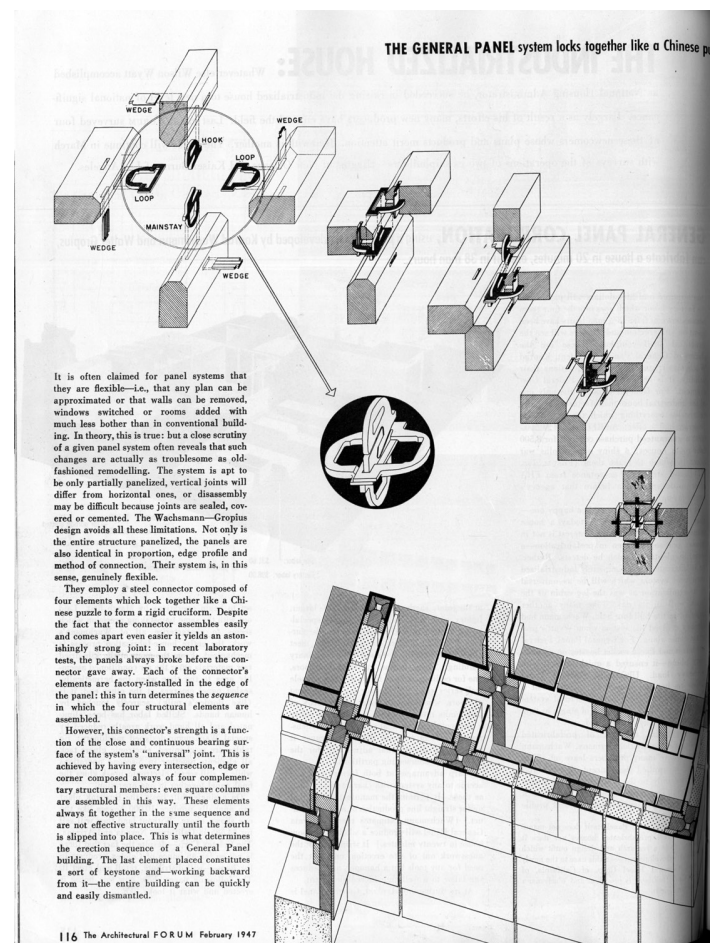 THE GENERAL PANEL system locks together like a Chinese
WEDGE
WEDGE
HOOK
LOOP
LOOP
MAINSTAY
WEDGE
WEDGE
It is often claimed for panel systems that
they are flexible—i.e., that any plan can be
approximated or that walls can be removed,
windows switched or rooms added with
much less bother than in conventional build-
ing. In theory, this is true: but a close scrutiny
of a given panel system often reveals that such
changes are actually as troublesome as old-
fashioned remodelling. The system is apt to
be only partially panelized, vertical joints will
differ from horizontal ones, or disassembly
may be difficult because joints are sealed, cov-
ered or cemented. The Wachsmann—Gropius
design avoids all these limitations. Not only is
the entire structure panelized, the panels are
also identical in proportion, edge profile and
method of connection. Their system is, in this
sense, genuinely flexible.
They employ a steel connector composed of
four elements which lock together like a Chi-
nese puzzle to form a rigid cruciform. Despite
the fact that the connector assembles easily
and comes apart even easier it yields an aston-
ishingly strong joint: in recent laboratory
tests, the panels always broke before the con-
nector gave away. Each of the connector's
elements are factory-installed in the edge of
the panel: this in turn determines the sequence
in which the four structural elements are
assembled.
However, this connector's strength is a func-
tion of the close and continuous bearing sur-
face of the system's "universal" joint. This is
achieved by having every intersection, edge or
corner composed always of four complemen-
tary structural members: even square columns
are assembled in this way. These elements
always fit together in the same sequence and
are not effective structurally until the fourth
is slipped into place. This is what determines
the erection sequence of a General Panel
building. The last element placed constitutes
a sort of keystone and—working backward
from it—the entire building can be quickly
and easily dismantled.
116 The Architectural FORUM February 1947